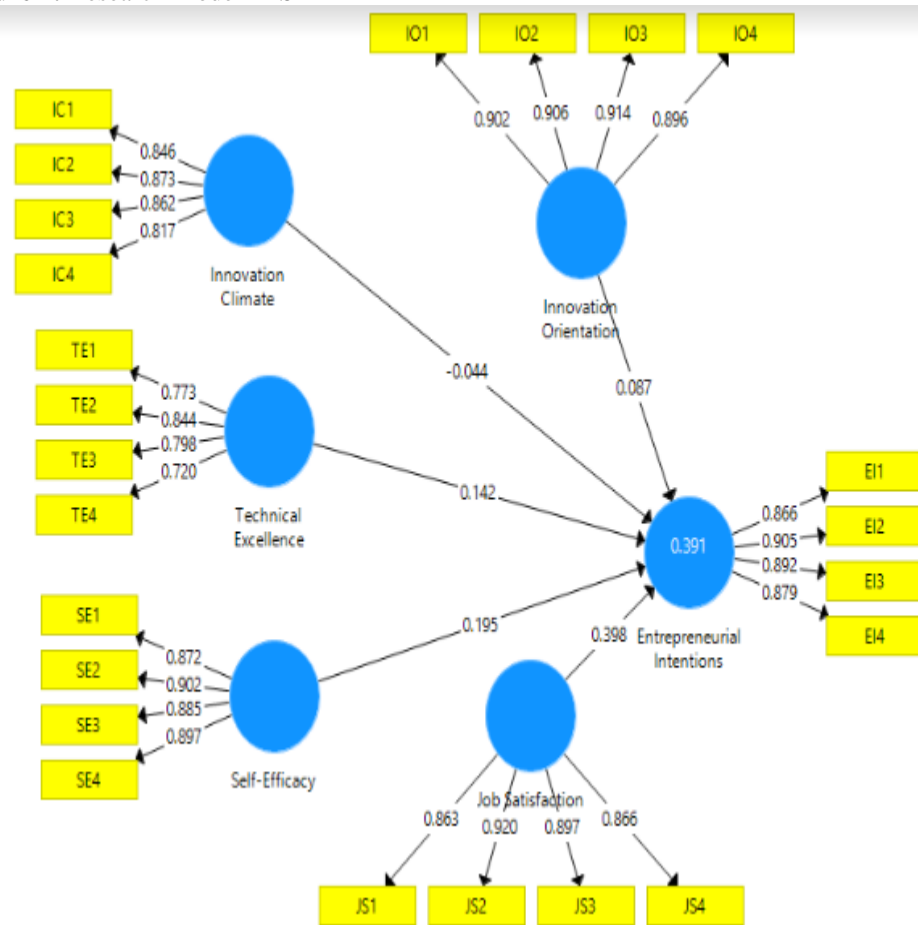 IO1 IO2 IO3 IO4
0.902 0.906 0.914 0.896
IC1
IC2
IC3
IC4
0.846
0.873
0.862
0.817
Innovation
Climate
Innovation
Orientation
-0.044
0.087
TE1
TE2
TE3
TE4
0.773
0.844
0.798
0.720
Technical
Excellence
0.142
0.391
Entrepreneurial
Intentions
0.866
0.905
0.892
0.879
EI1
EI2
EI3
EI4
SE1
SE2
SE3
SE4
0.872
0.902
0.885
0.897
Self-Efficacy
0.195
0.398
Job Satisfaction
0.863 0.920 0.897 0.866
JS1 JS2 JS3 JS4